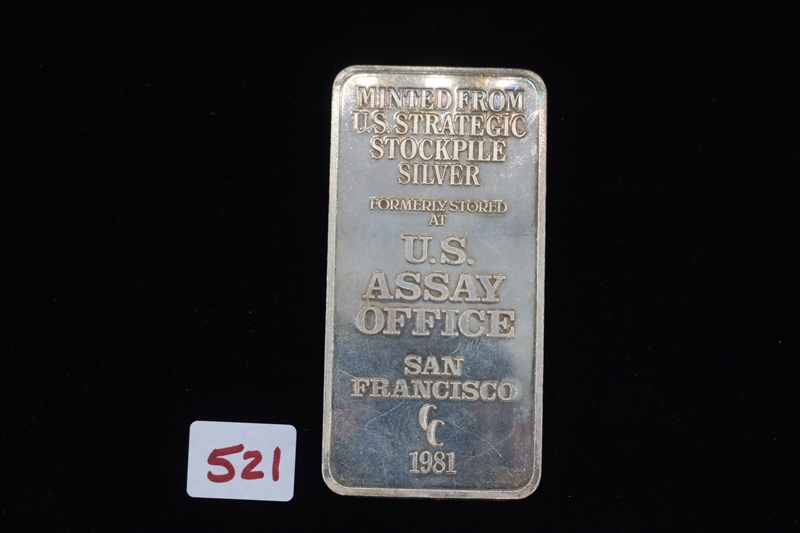 MINTED FROM
U.S. STRATEGIC
STOCKPILE
SILVER
FORMERLY STORED
AT
U.S.
ASSAY
OFFICE
SAN
FRANCISCO
CC
1981
521